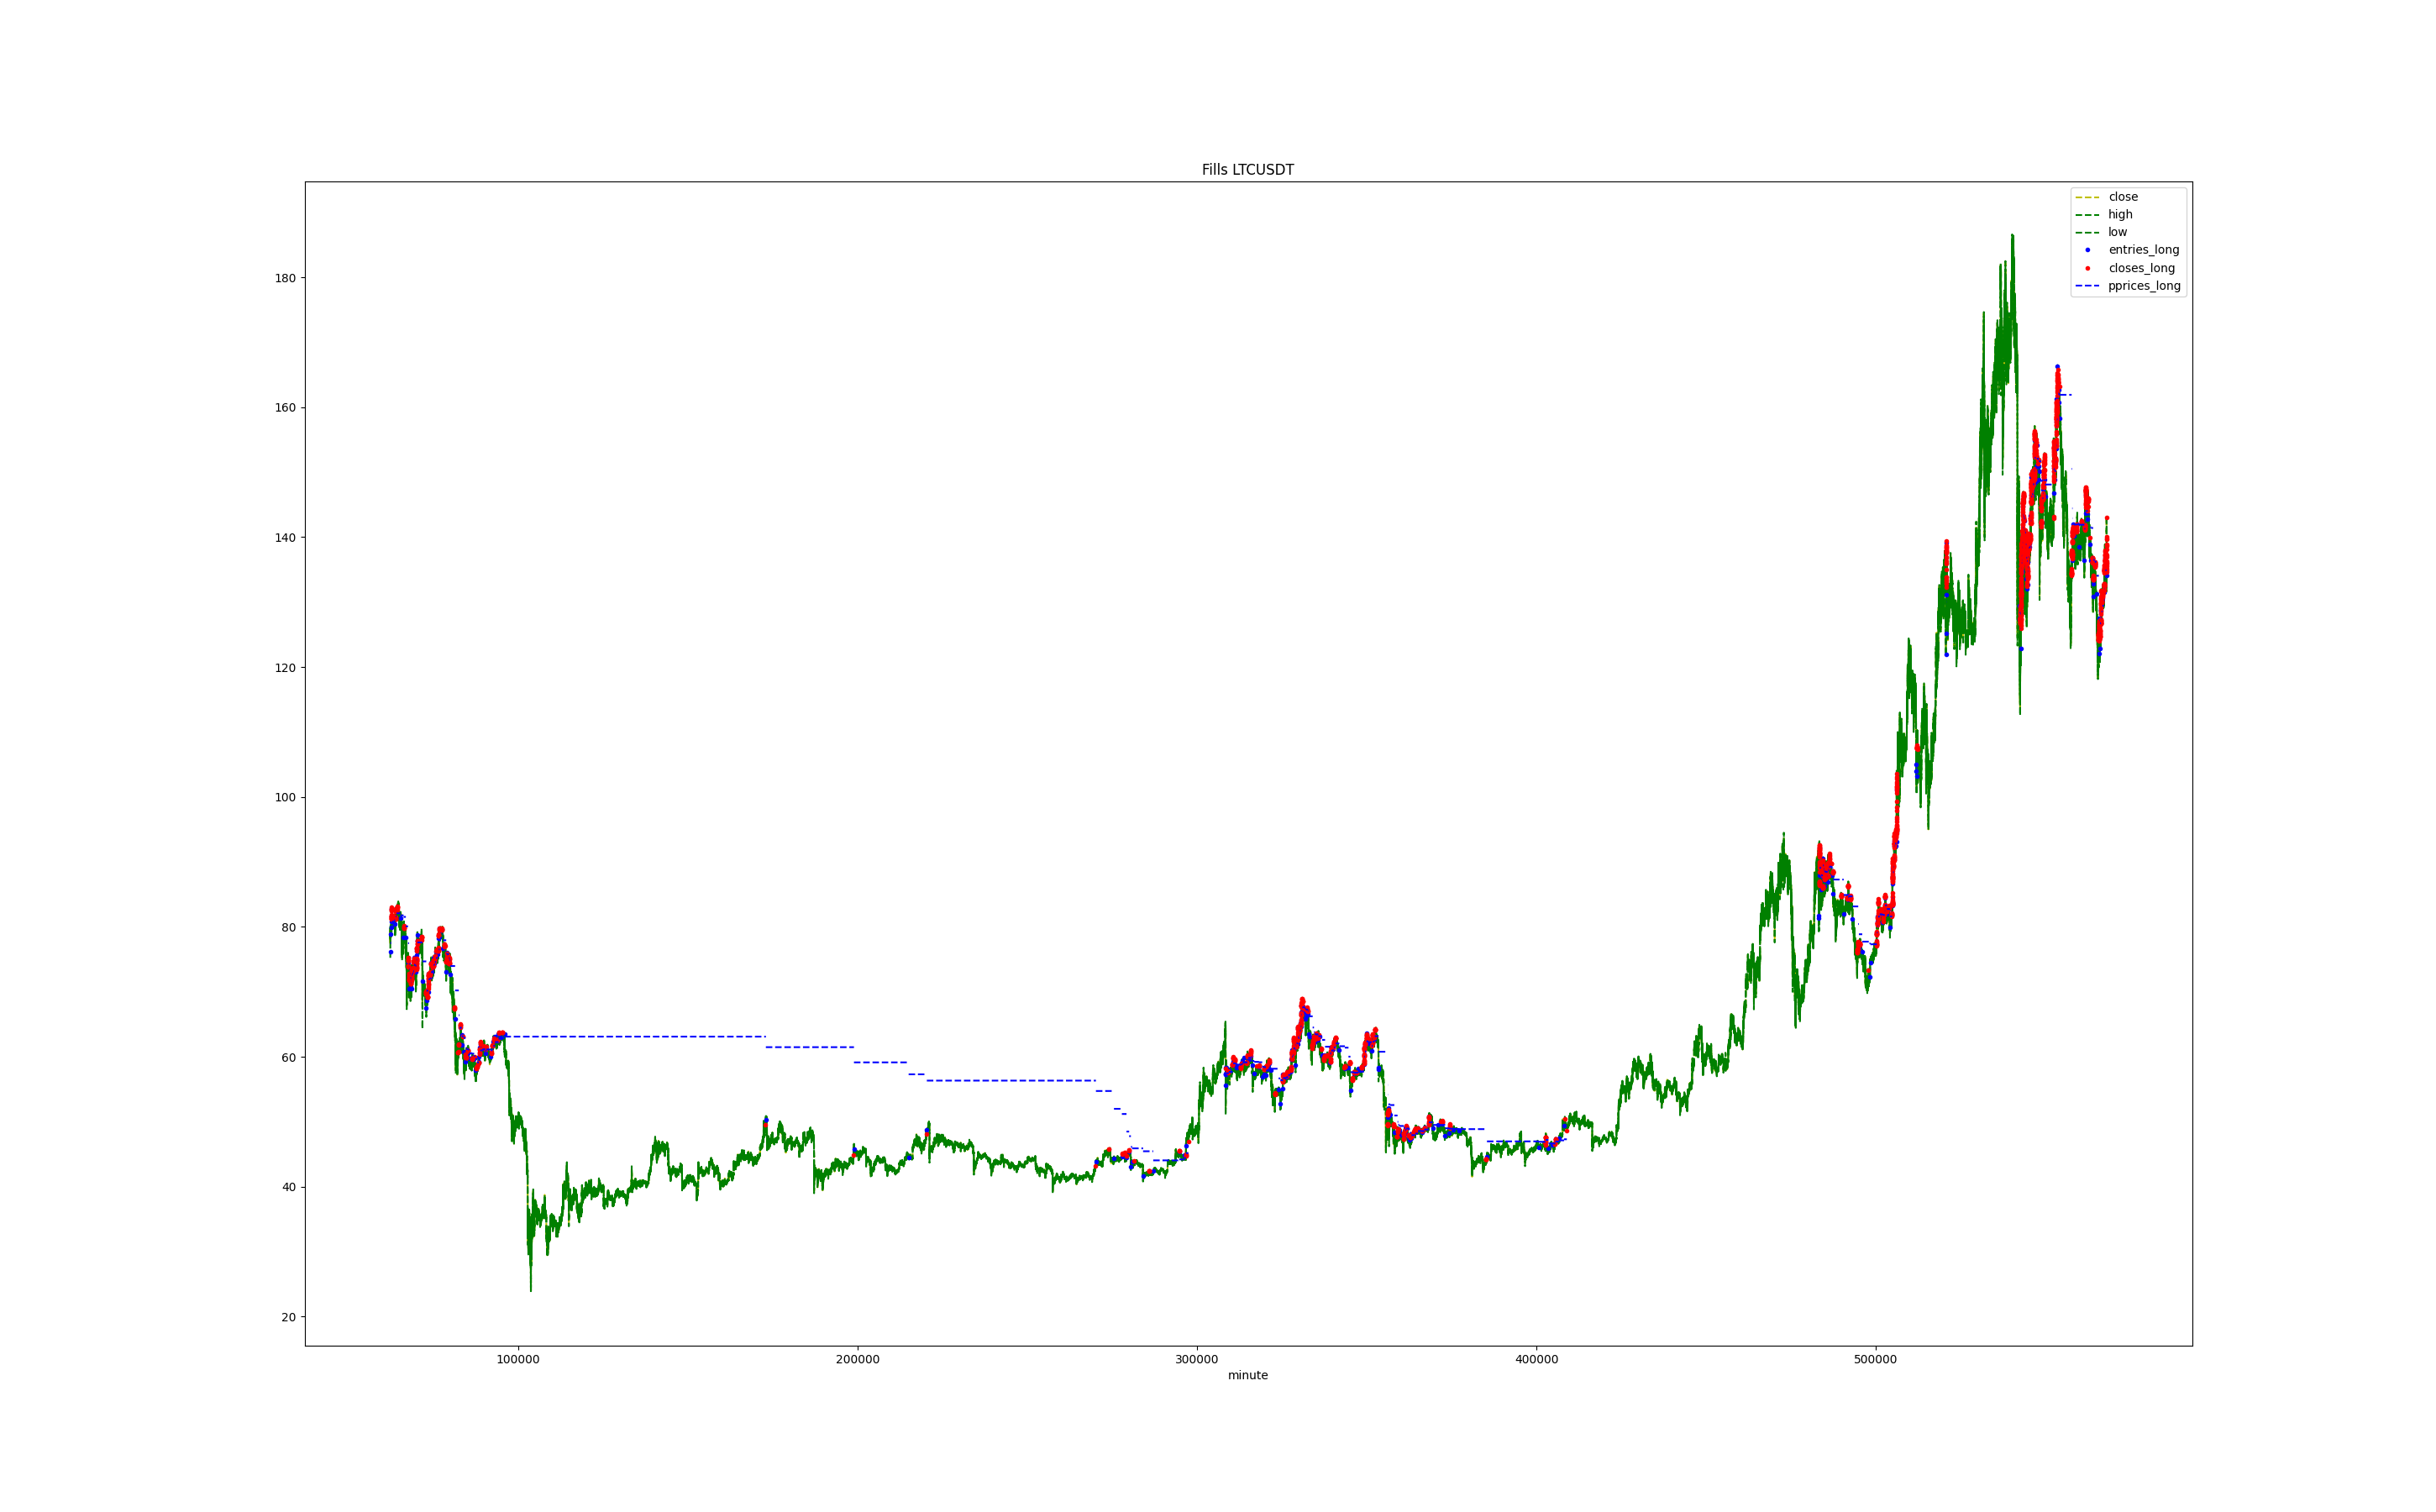 Fills LTCUSDT
close
high
low
entries_long
closes_long
pprices_long
180
160
140
120
100
80
60
40
20
100000 200000 300000 400000 500000
minute